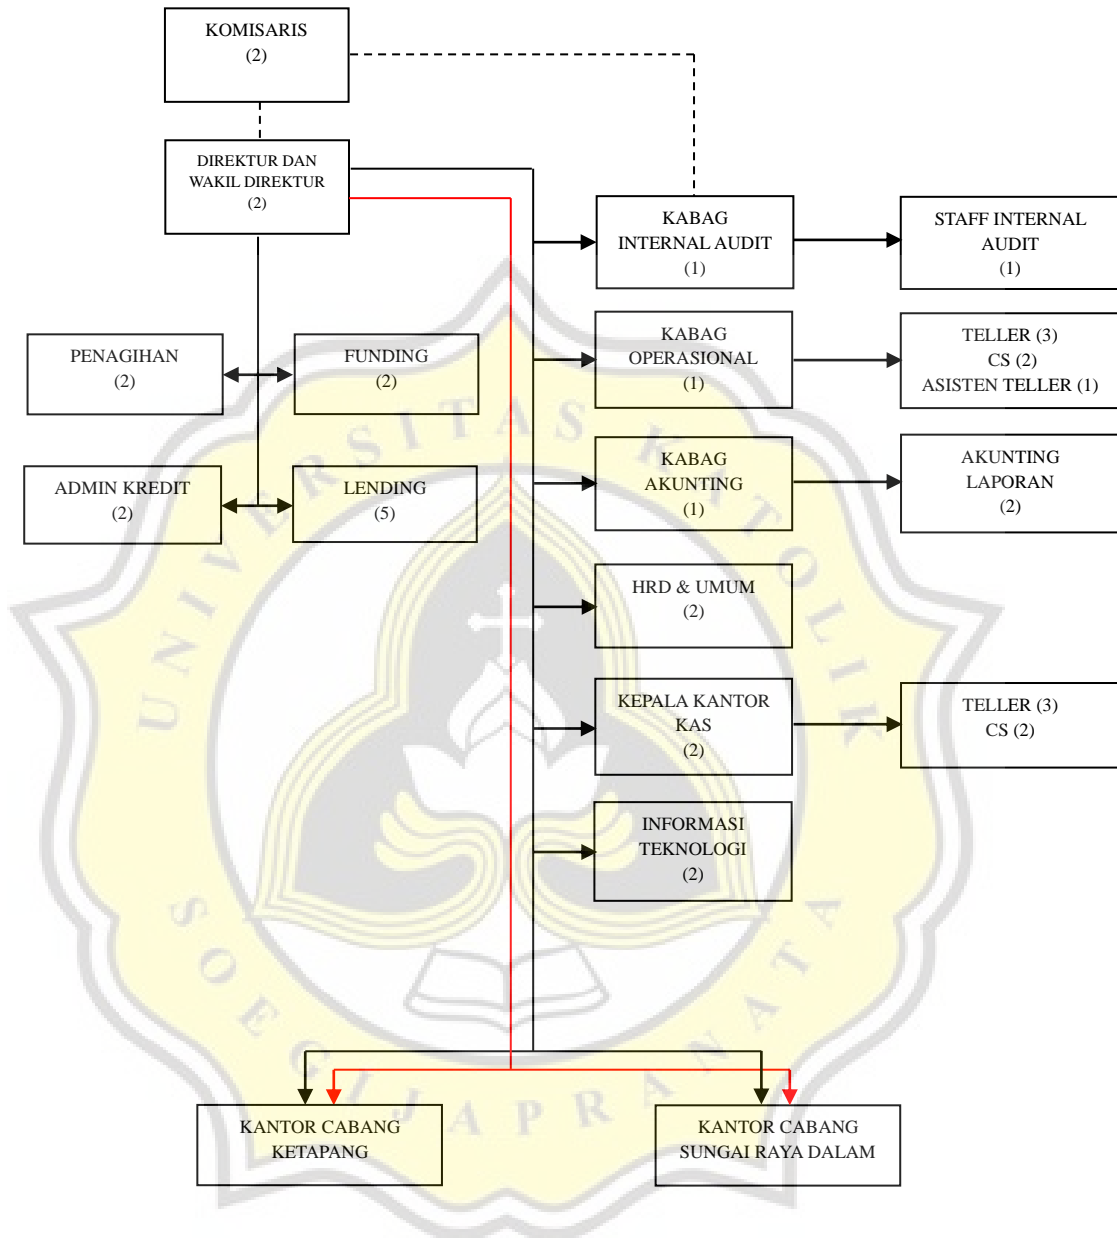 KOMISARIS
(2)
DIREKTUR DAN
WAKIL DIREKTUR
(2)
KABAG
INTERNAL AUDIT
(1)
STAFF INTERNAL
AUDIT
(1)
PENAGIHAN
(2)
FUNDING
(2)
KABAG
OPERASIONAL
(1)
TELLER (3)
CS (2)
ASISTEN TELLER (1)
ADMIN KREDIT
(2)
LENDING
(5)
KABAG
AKUNTING
(1)
AKUNTING
LAPORAN
(2)
HRD & UMUM
(2)
KEPALA KANTOR
KAS
(2)
TELLER (3)
CS (2)
INFORMASI
TEKNOLOGI
(2)
KANTOR CABANG
KETAPANG
KANTOR CABANG
SUNGAI RAYA DALAM
UNIVERSITAS KATOLIK
SOEGIJAPRANATA